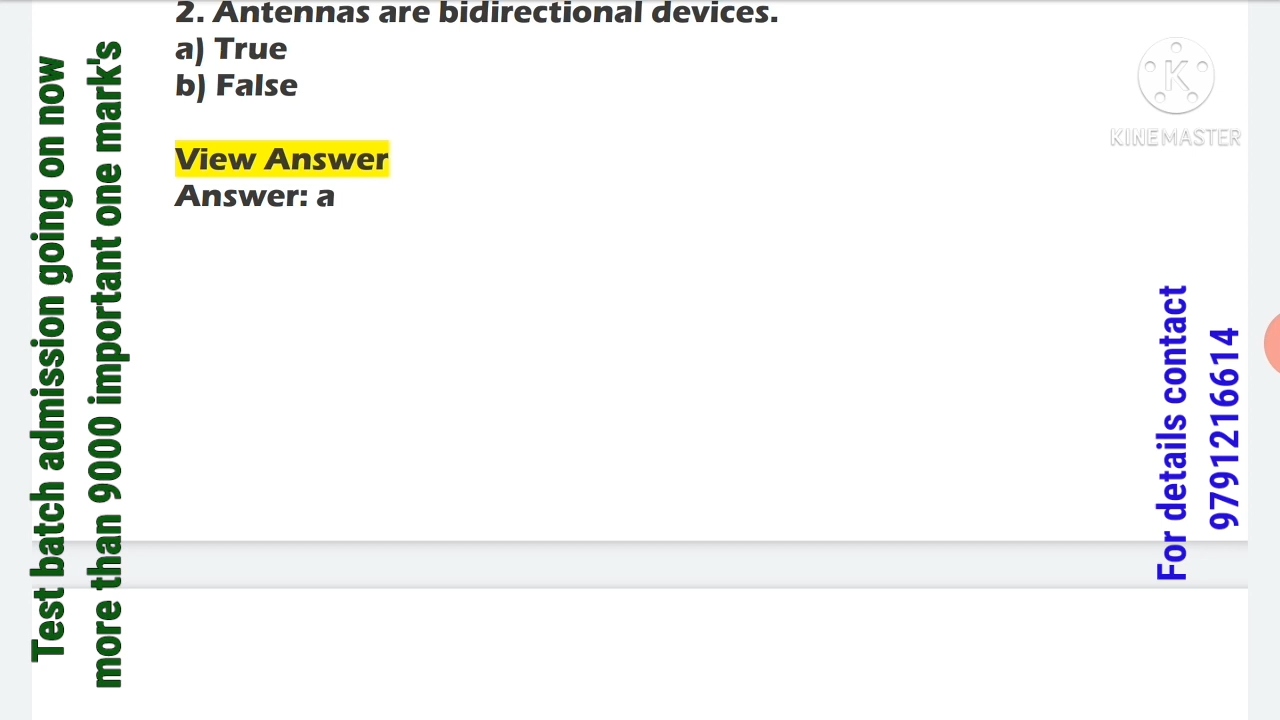 2. Antennas are bidirectional devices.
a) True
b) False
View Answer
Answer: a
Test batch admission going on now
more than 9000 important one mark's
K
KINEMASTER
For details contact
9791216614